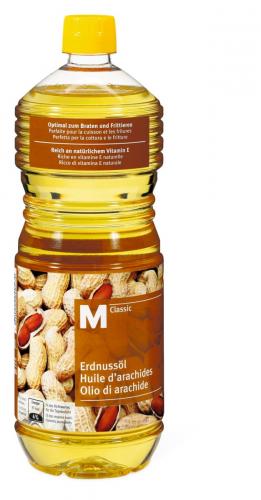 Optimal zum Braten und Frittieren
Parfaite pour la cuisson et les fritures
Perfetta per la cottura e le fritture
Reich an natürlichem Vitamin E
Riche en vitamine E naturelle
Ricco di vitamina E naturale
M Classic
Erdnussöl
Huile d'arachides
Olio di arachide